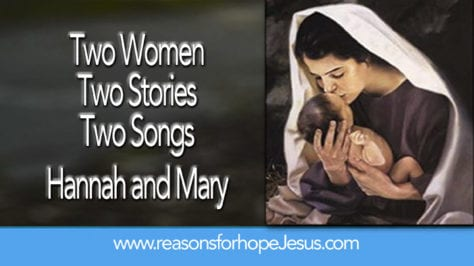 Two Women
Two Stories
Two Songs
Hannah and Mary
www.reasonsforhopeJesus.com